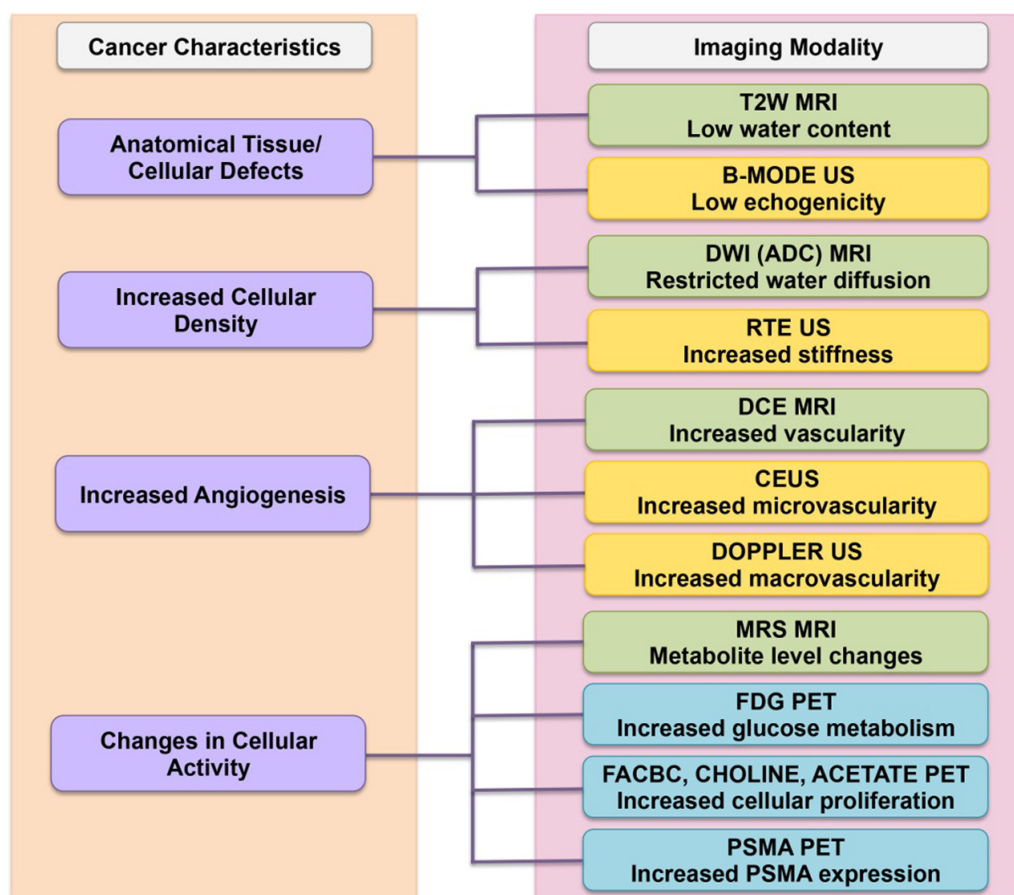 Cancer Characteristics
Imaging Modality
Anatomical Tissue/
Cellular Defects
T2W MRI
Low water content
B-MODE US
Low echogenicity
Increased Cellular
Density
DWI (ADC) MRI
Restricted water diffusion
RTE US
Increased stiffness
Increased Angiogenesis
DCE MRI
Increased vascularity
CEUS
Increased microvascularity
DOPPLER US
Increased macrovascularity
Changes in Cellular
Activity
MRS MRI
Metabolite level changes
FDG PET
Increased glucose metabolism
FACBC, CHOLINE, ACETATE PET
Increased cellular proliferation
PSMA PET
Increased PSMA expression